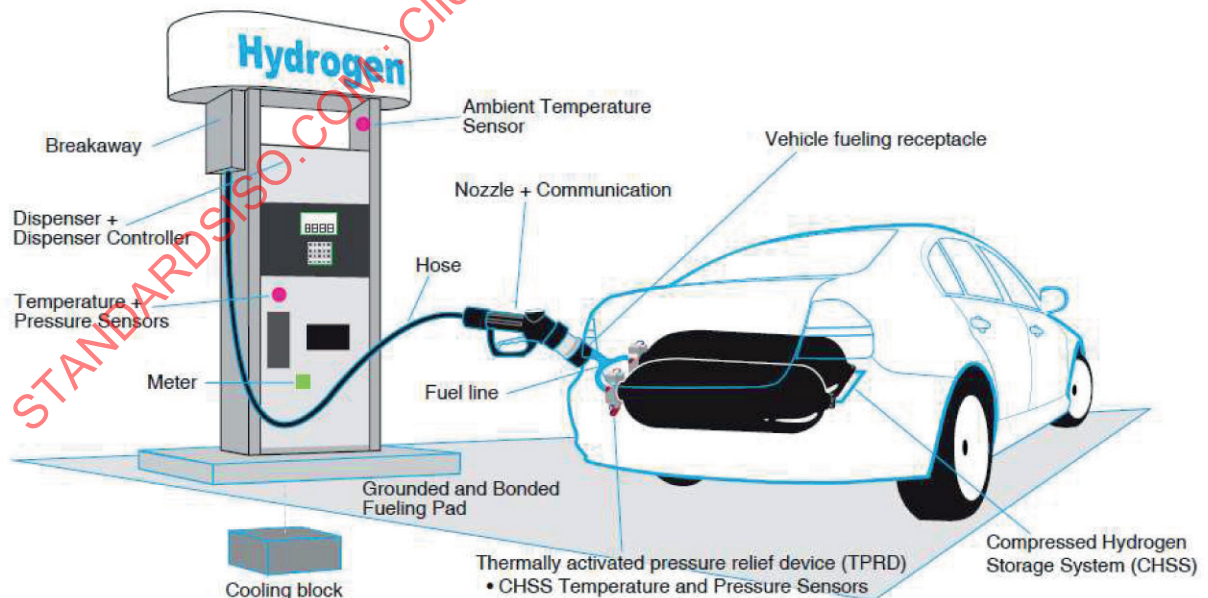 STANDARDSISO.COM : Clic
Hydrogen
Ambient Temperature
Sensor
Breakaway
Vehicle fueling receptacle
Nozzle + Communication
Dispenser +
Dispenser Controller
8888
Hose
Temperature +
Pressure Sensors
Meter
Fuel line
Grounded and Bonded
Fueling Pad
Cooling block
Thermally activated pressure relief device (TPRD)
• CHSS Temperature and Pressure Sensors
Compressed Hydrogen
Storage System (CHSS)